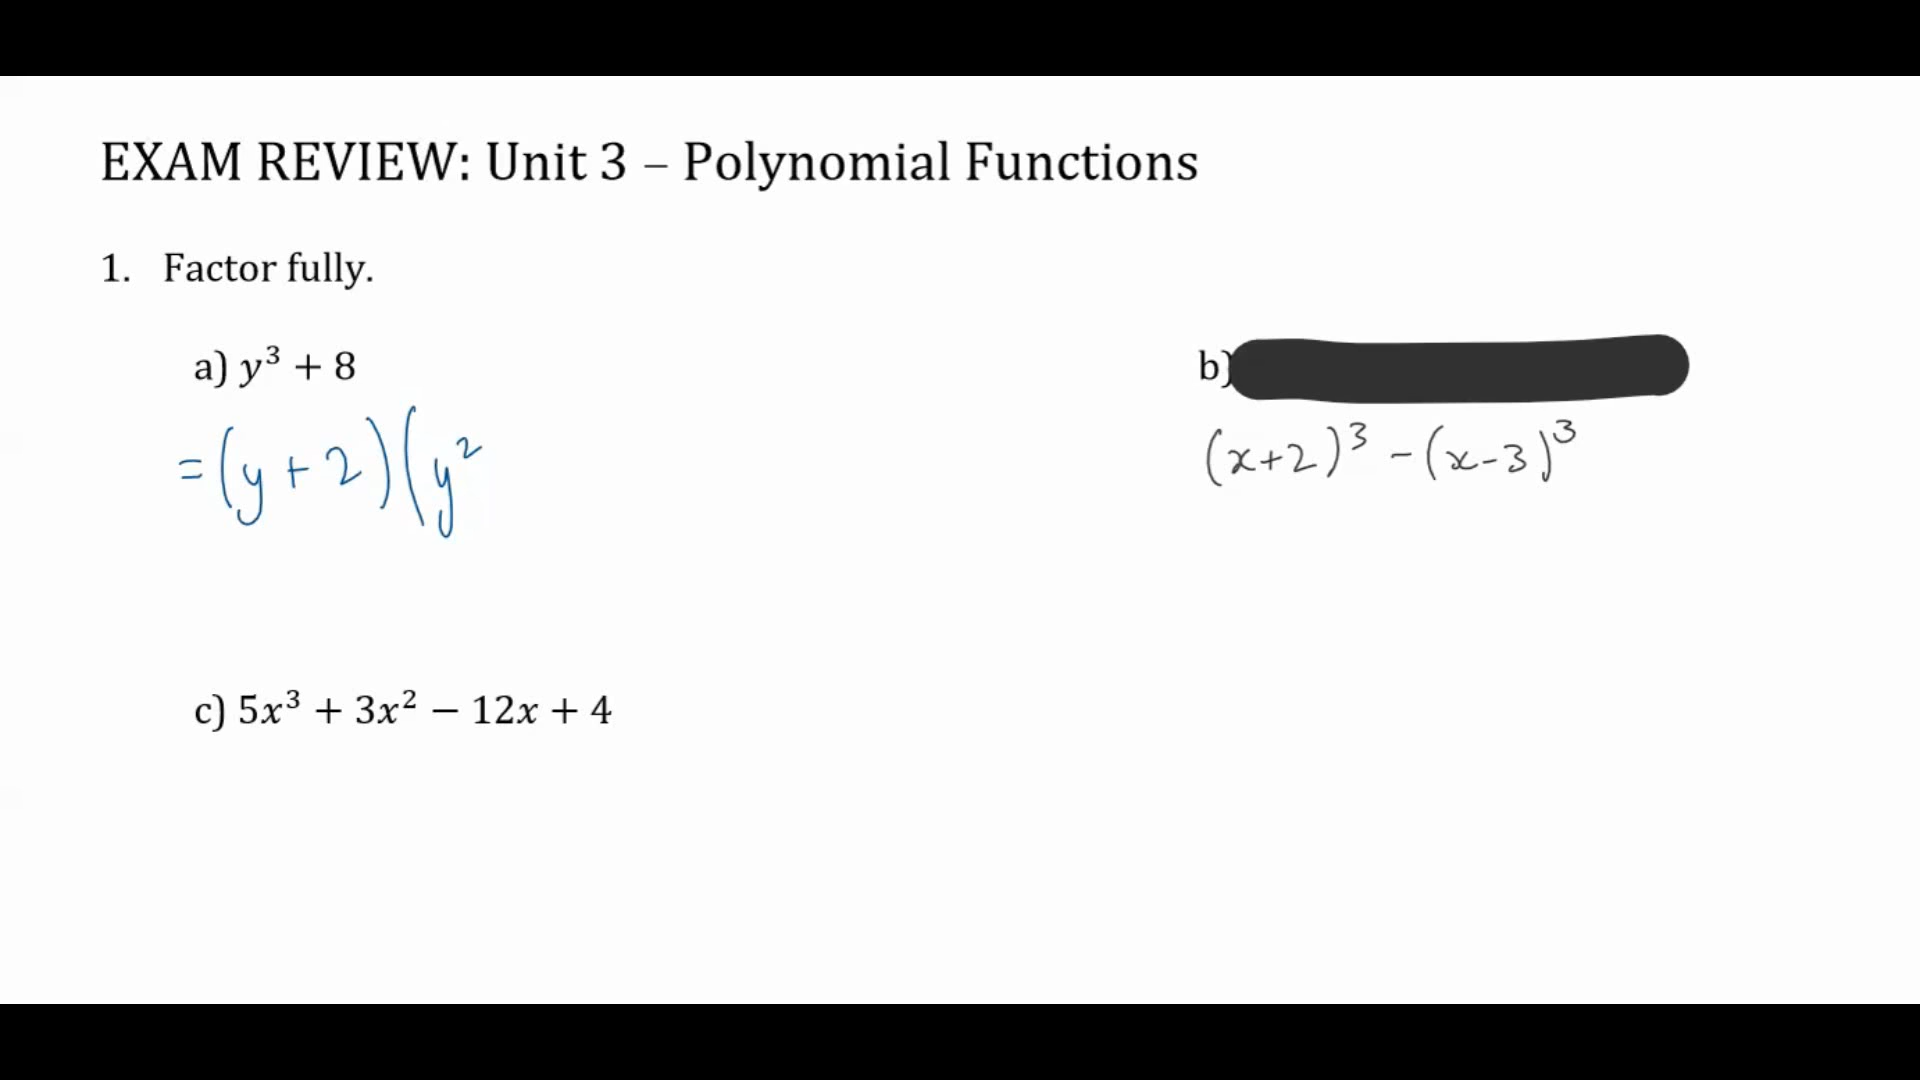 EXAM REVIEW: Unit 3 – Polynomial Functions
1. Factor fully.
a) y³ + 8
= (y + 2)(y²
b)
(x+2)³ - (x-3)³
c) 5x³ + 3x² − 12x + 4